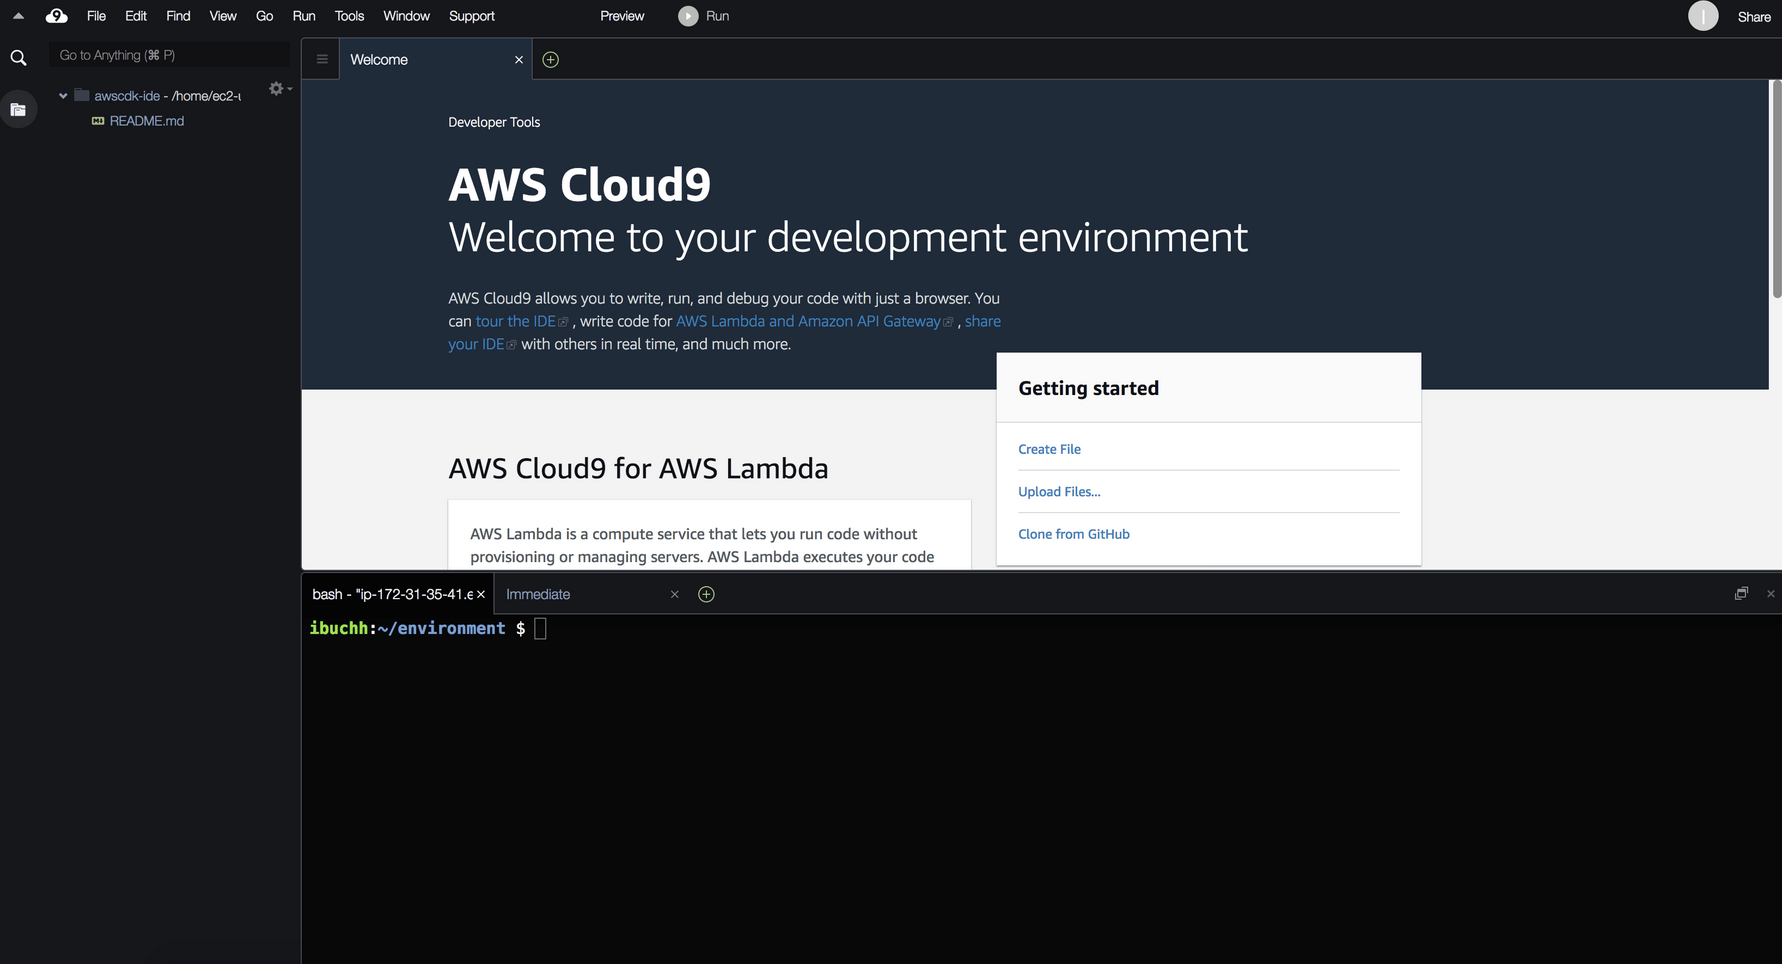 9 File Edit Find View Go Run Tools Window Support Preview Run I Share
Go to Anything (⌘ P)
Welcome
awscdk-ide - /home/ec2-u
README.md
Developer Tools
AWS Cloud9
Welcome to your development environment
AWS Cloud9 allows you to write, run, and debug your code with just a browser. You
can tour the IDE , write code for AWS Lambda and Amazon API Gateway , share
your IDE with others in real time, and much more.
Getting started
Create File
Upload Files...
Clone from GitHub
AWS Cloud9 for AWS Lambda
AWS Lambda is a compute service that lets you run code without
provisioning or managing servers. AWS Lambda executes your code
bash - "ip-172-31-35-41.e
Immediate
ibuchh:~/environment $